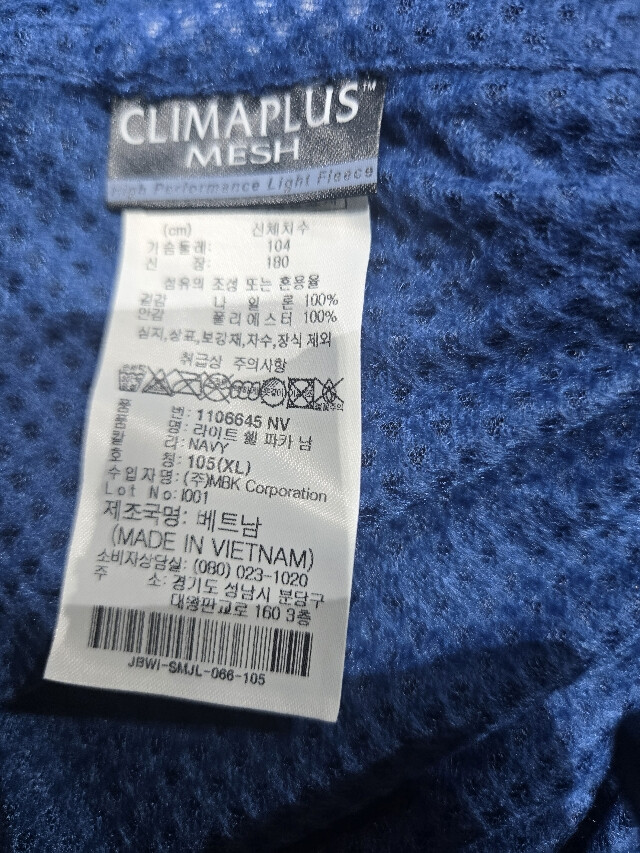 CLIMAPLUS™
MESH
High Performance Light Fleece
(cm) 신체치수
가슴둘레: 104
신 장: 180
섬유의 조성 또는 혼용율
겉감 나 일 론 100%
안감 폴리에스터 100%
심지,상표,보강재,자수,장식 제외
취급상 주의사항
품 번: 1106645 NV
품 명: 라이트 쉘 파카 남
칼 라: NAVY
호 칭: 105(XL)
수입자명: (주)MBK Corporation
Lot No: I001
제조국명: 베트남
(MADE IN VIETNAM)
소비자상담실: (080) 023-1020
주 소: 경기도 성남시 분당구
대왕판교로 160 3층
JBWI-SMJL-066-105